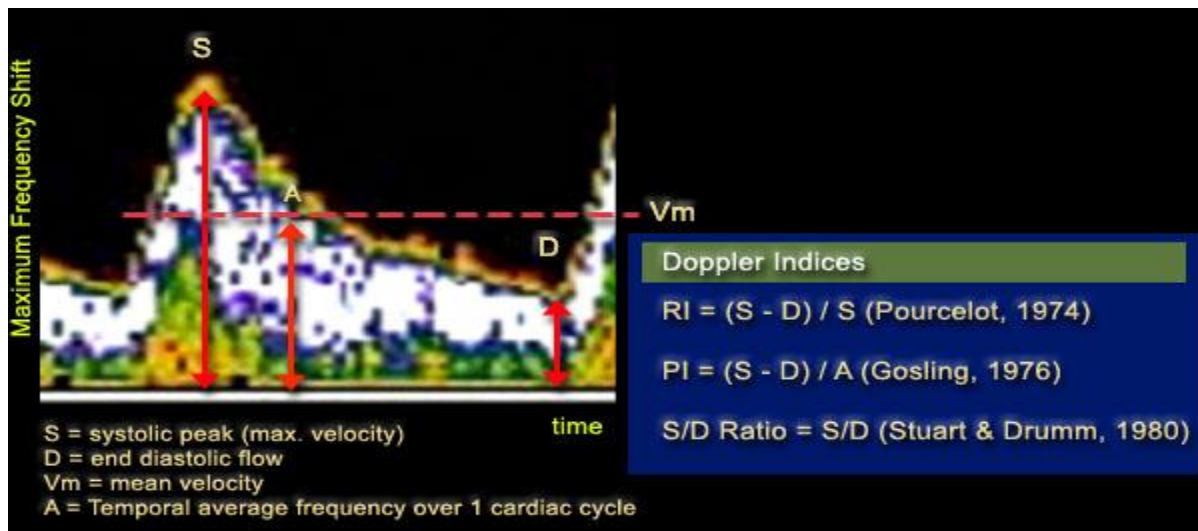 Maximum Frequency Shift
S
A
Vm
D
Doppler Indices
RI = (S - D) / S (Pourcelot, 1974)
PI = (S - D) / A (Gosling, 1976)
S/D Ratio = S/D (Stuart & Drumm, 1980)
time
S = systolic peak (max. velocity)
D = end diastolic flow
Vm = mean velocity
A = Temporal average frequency over 1 cardiac cycle